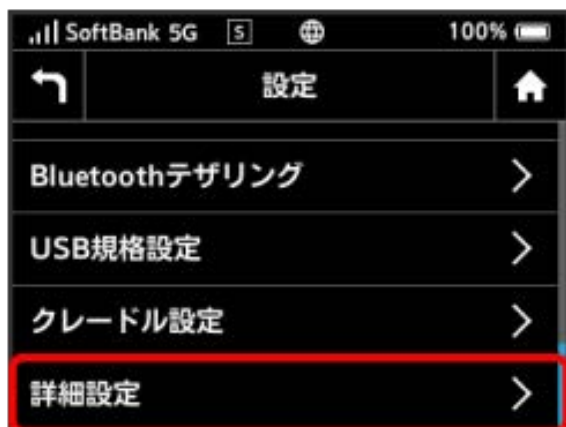 SoftBank 5G S 100%
設定
Bluetoothテザリング
USB規格設定
クレードル設定
詳細設定